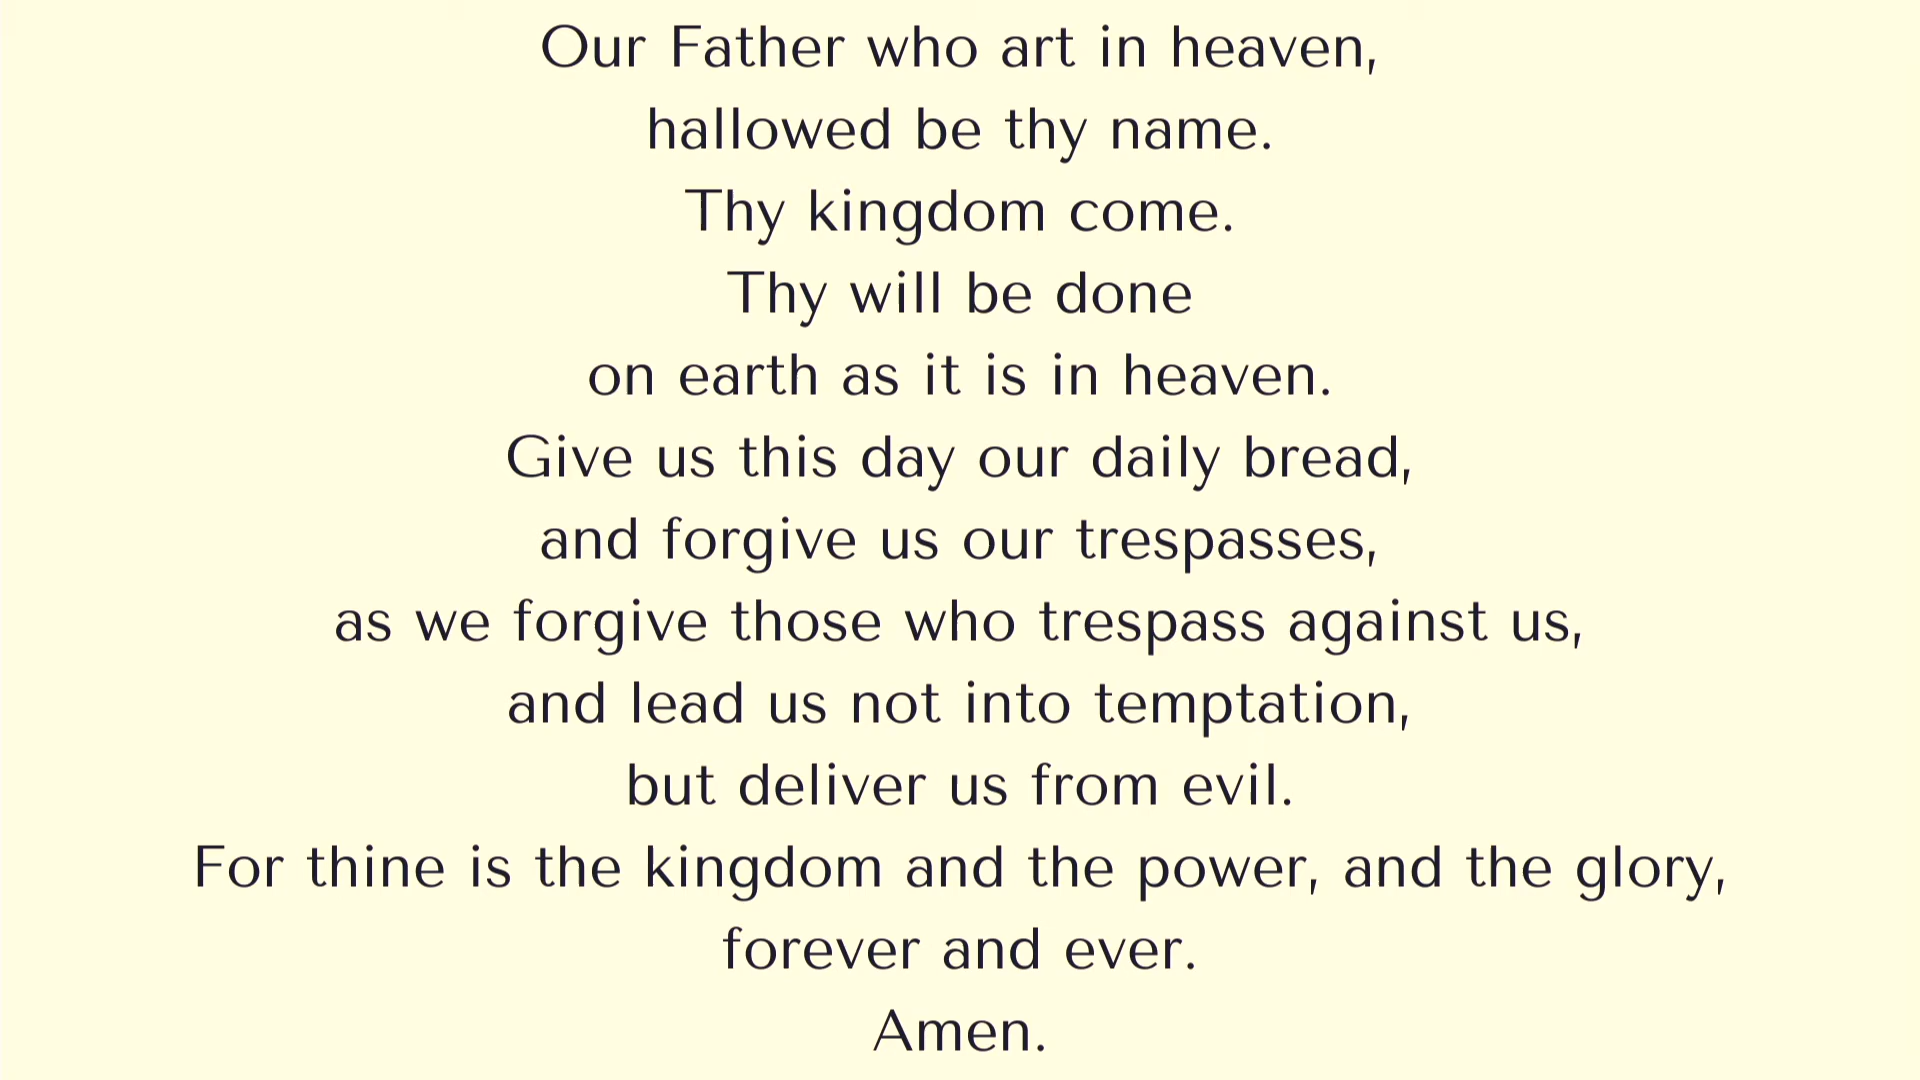 Our Father who art in heaven,
hallowed be thy name.
Thy kingdom come.
Thy will be done
on earth as it is in heaven.
Give us this day our daily bread,
and forgive us our trespasses,
as we forgive those who trespass against us,
and lead us not into temptation,
but deliver us from evil.
For thine is the kingdom and the power, and the glory,
forever and ever.
Amen.